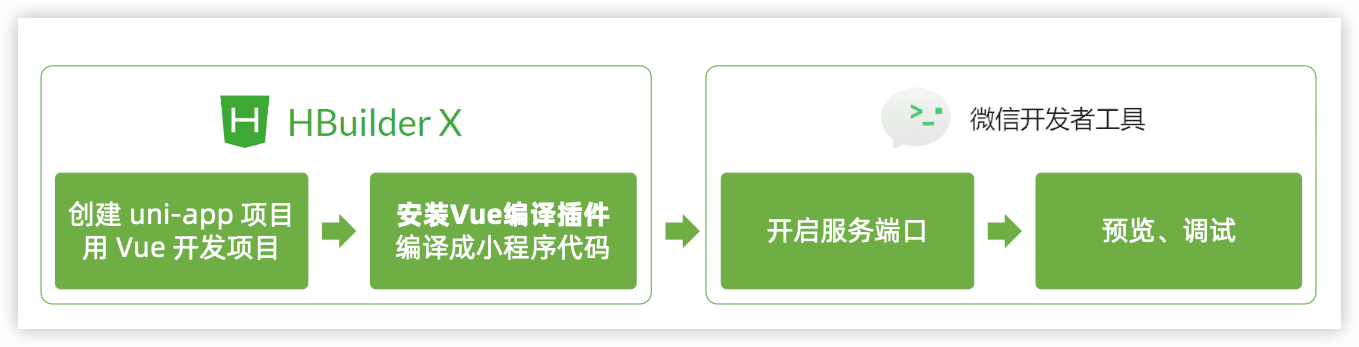 HBuilder X
创建 uni-app 项目
用 Vue 开发项目
安装Vue编译插件
编译成小程序代码
微信开发者工具
开启服务端口
预览、调试